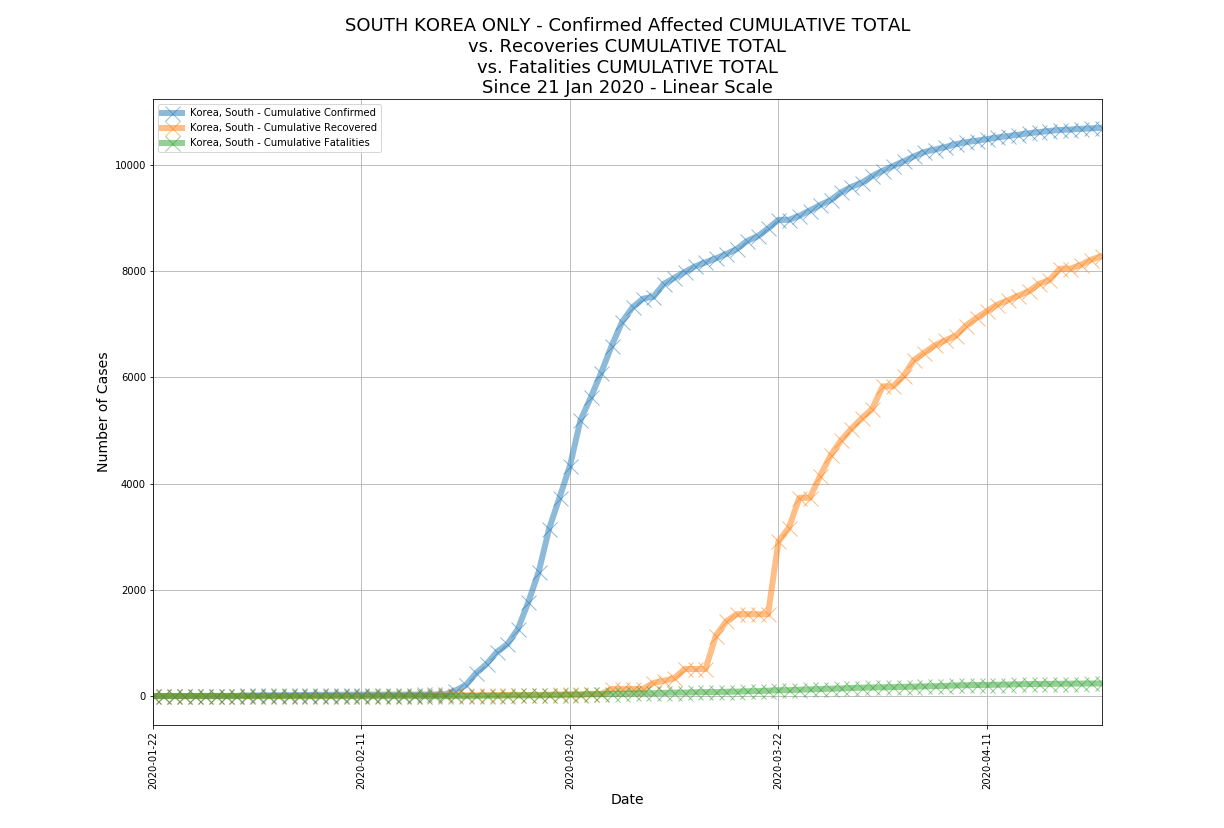 SOUTH KOREA ONLY - Confirmed Affected CUMULATIVE TOTAL
vs. Recoveries CUMULATIVE TOTAL
vs. Fatalities CUMULATIVE TOTAL
Since 21 Jan 2020 - Linear Scale
Korea, South - Cumulative Confirmed
Korea, South - Cumulative Recovered
Korea, South - Cumulative Fatalities
Number of Cases
10000
8000
6000
4000
2000
0
2020-01-22
2020-02-11
2020-03-02
2020-03-22
2020-04-11
Date